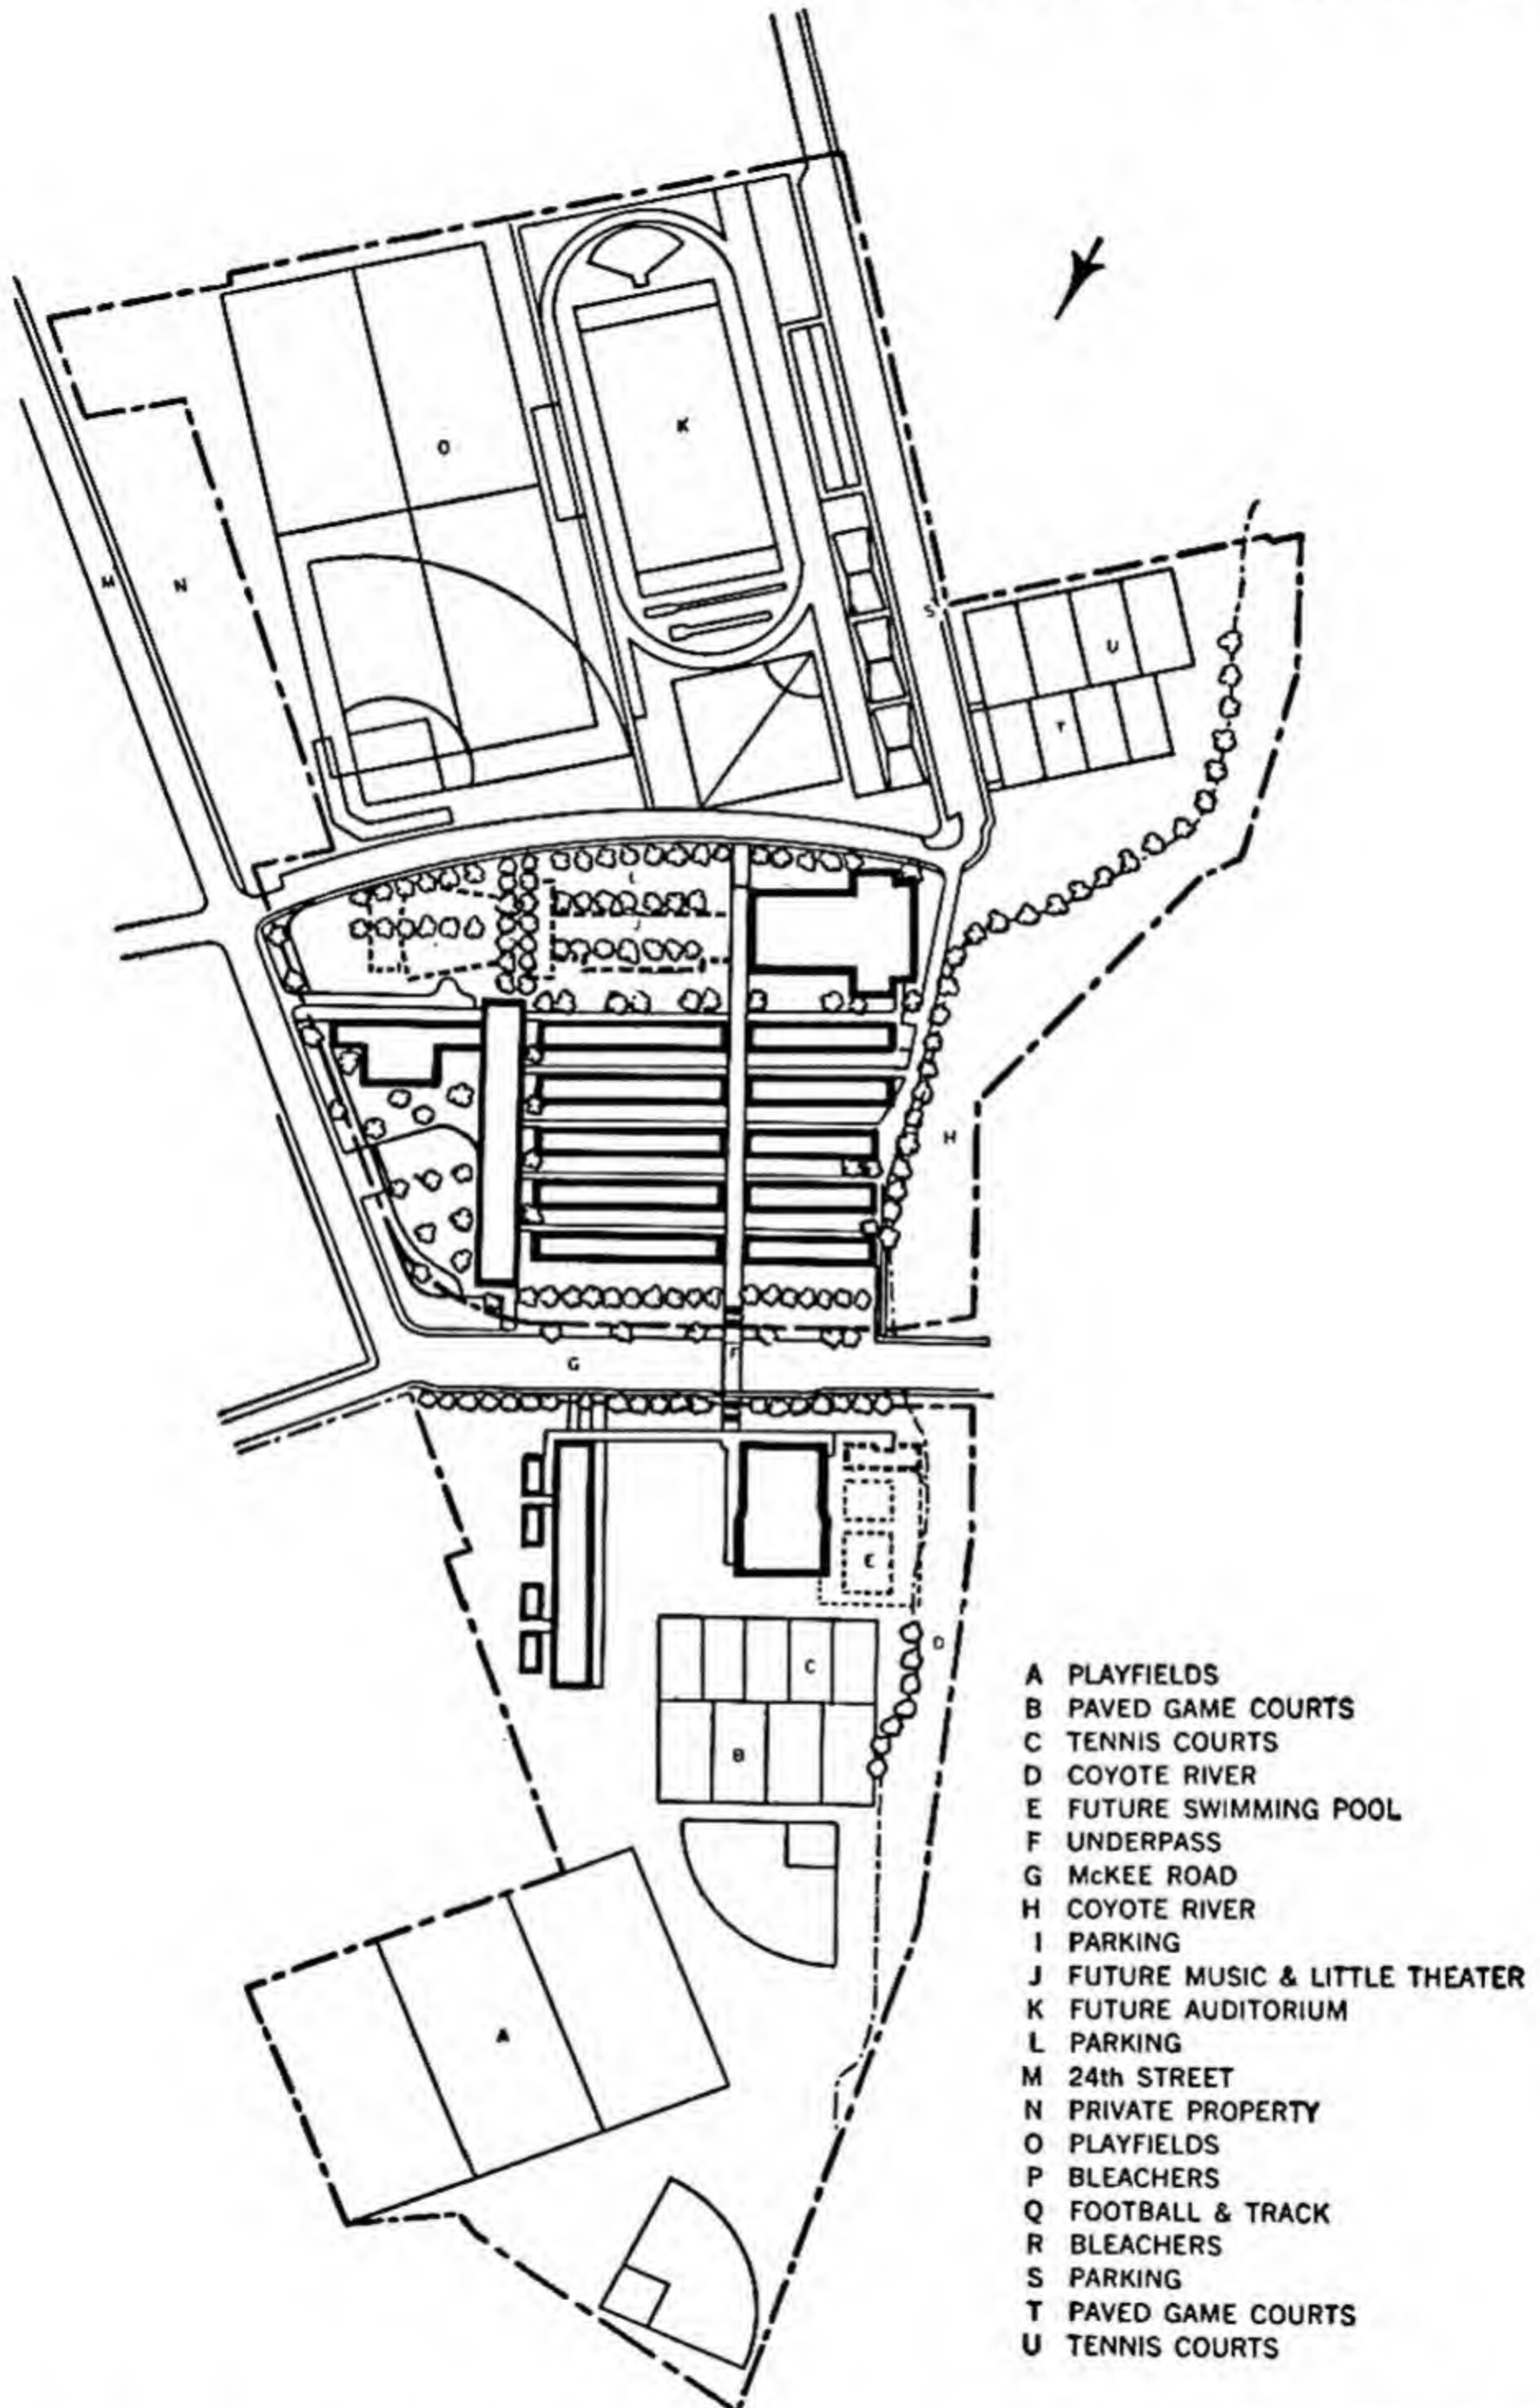 K
O
M
N
S
U
T
L
J
H
G
F
E
D
C
B
A
A PLAYFIELDS
B PAVED GAME COURTS
C TENNIS COURTS
D COYOTE RIVER
E FUTURE SWIMMING POOL
F UNDERPASS
G McKEE ROAD
H COYOTE RIVER
I PARKING
J FUTURE MUSIC & LITTLE THEATER
K FUTURE AUDITORIUM
L PARKING
M 24th STREET
N PRIVATE PROPERTY
O PLAYFIELDS
P BLEACHERS
Q FOOTBALL & TRACK
R BLEACHERS
S PARKING
T PAVED GAME COURTS
U TENNIS COURTS